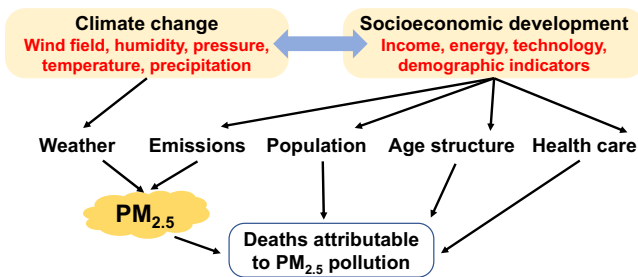 Climate change
Wind field, humidity, pressure,
temperature, precipitation
Socioeconomic development
Income, energy, technology,
demographic indicators
Weather
Emissions
Population
Age structure
Health care
PM2.5
Deaths attributable
to PM2.5 pollution